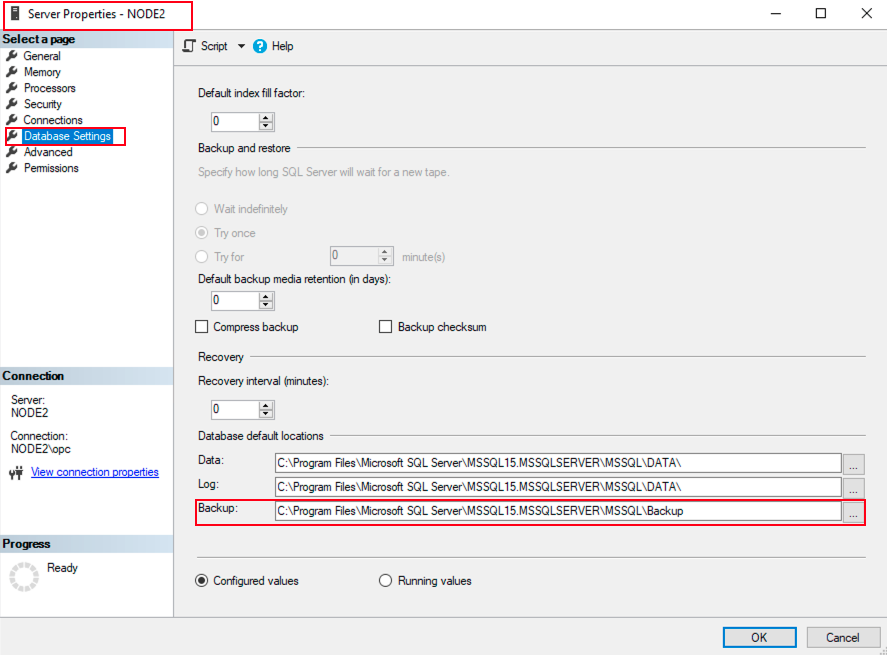 Server Properties - NODE2
Select a page
General
Memory
Processors
Security
Connections
Database Settings
Advanced
Permissions
Connection
Server:
NODE2
Connection:
NODE2\opc
View connection properties
Progress
Ready
Script
Help
Default index fill factor:
0
Backup and restore
Specify how long SQL Server will wait for a new tape.
Wait indefinitely
Try once
Try for 0 minute(s)
Default backup media retention (in days):
0
Compress backup Backup checksum
Recovery
Recovery interval (minutes):
0
Database default locations
Data: C:\Program Files\Microsoft SQL Server\MSSQL15.MSSQLSERVER\MSSQL\DATA\ ...
Log: C:\Program Files\Microsoft SQL Server\MSSQL15.MSSQLSERVER\MSSQL\DATA\ ...
Backup: C:\Program Files\Microsoft SQL Server\MSSQL15.MSSQLSERVER\MSSQL\Backup ...
Configured values Running values
OK Cancel